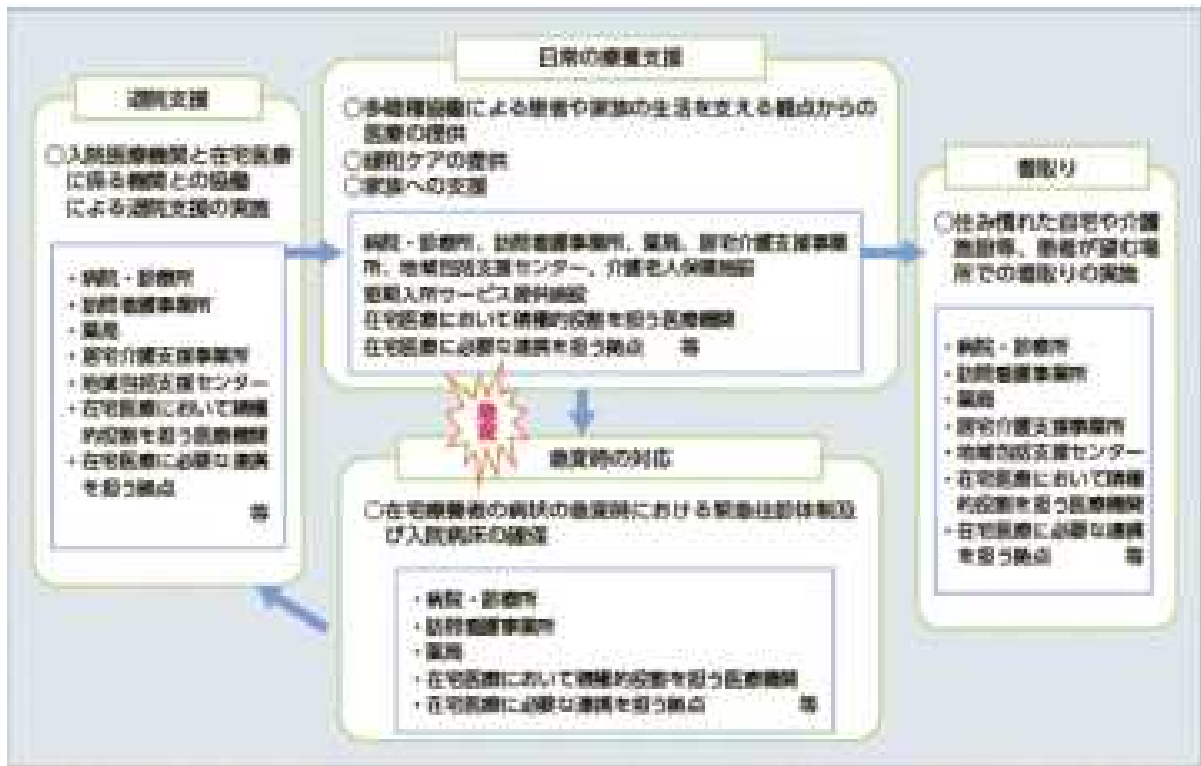 退院支援
○入院医療機関と在宅医療
に係る機関との協働
による退院支援の実施
・病院・診療所
・訪問看護事業所
・薬局
・居宅介護支援事業所
・地域包括支援センター
・在宅医療において積極
的役割を担う医療機関
・在宅医療に必要な連携
を担う拠点
等
日常の療養支援
○多職種協働による患者や家族の生活を支える観点からの
医療の提供
○緩和ケアの提供
○家族への支援
病院・診療所、訪問看護事業所、薬局、居宅介護支援事業
所、地域包括支援センター、介護老人保健施設
短期入所サービス提供施設
在宅医療において積極的役割を担う医療機関
在宅医療に必要な連携を担う拠点 等
急変
急変時の対応
○在宅療養者の病状の急変時における緊急往診体制及
び入院病床の確保
・病院・診療所
・訪問看護事業所
・薬局
・在宅医療において積極的役割を担う医療機関
・在宅医療に必要な連携を担う拠点 等
看取り
○住み慣れた自宅や介護
施設等、患者が望む場
所での看取りの実施
・病院・診療所
・訪問看護事業所
・薬局
・居宅介護支援事業所
・地域包括支援センター
・在宅医療において積極
的役割を担う医療機関
・在宅医療に必要な連携
を担う拠点 等